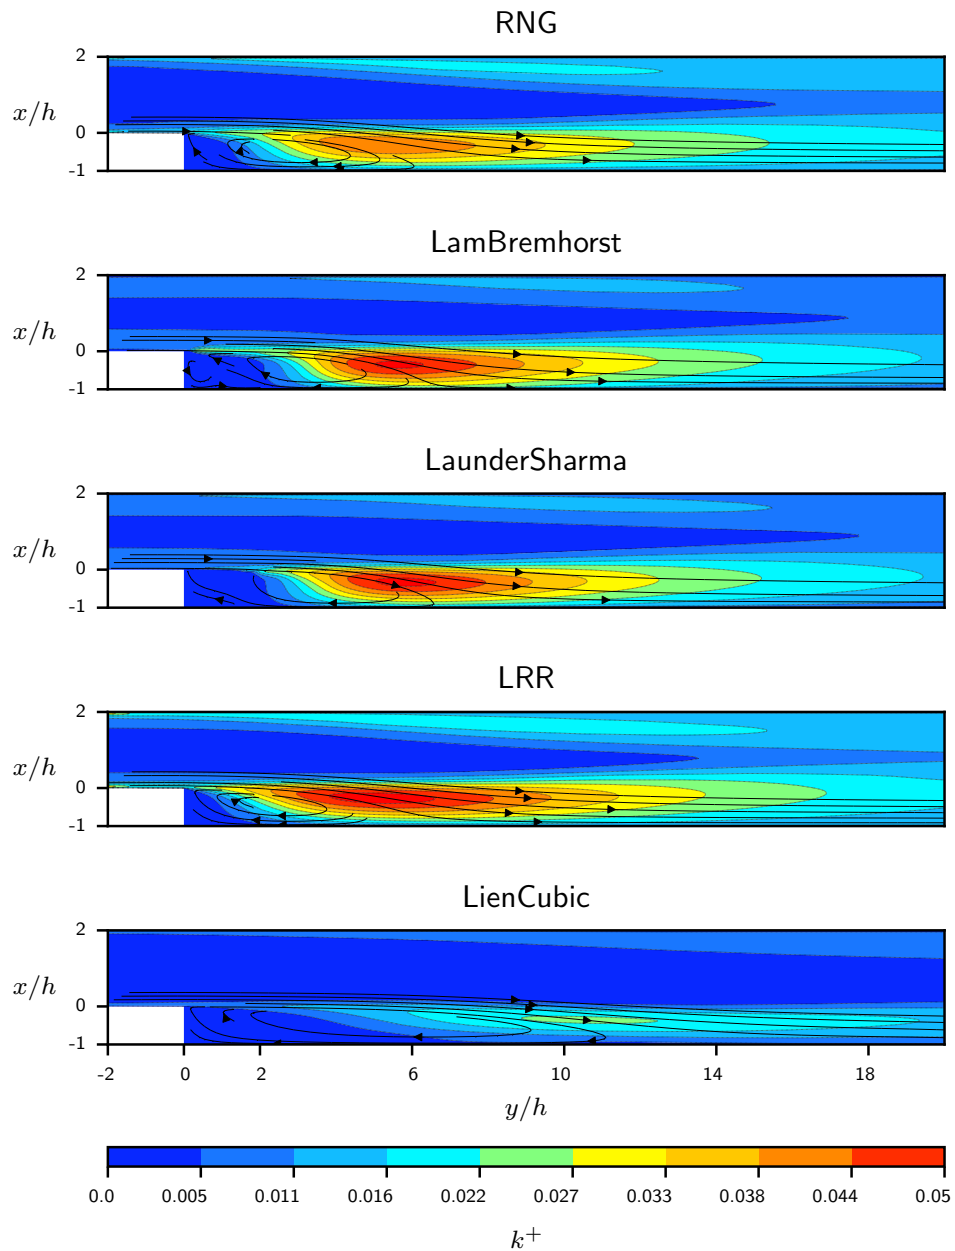 RNG
2
x/h
0
-1
LamBremhorst
2
x/h
0
-1
LaunderSharma
2
x/h
0
-1
LRR
2
x/h
0
-1
LienCubic
2
x/h
0
-1
-2 0 2 6 10 14 18
y/h
0.0 0.005 0.011 0.016 0.022 0.027 0.033 0.038 0.044 0.05
k⁺